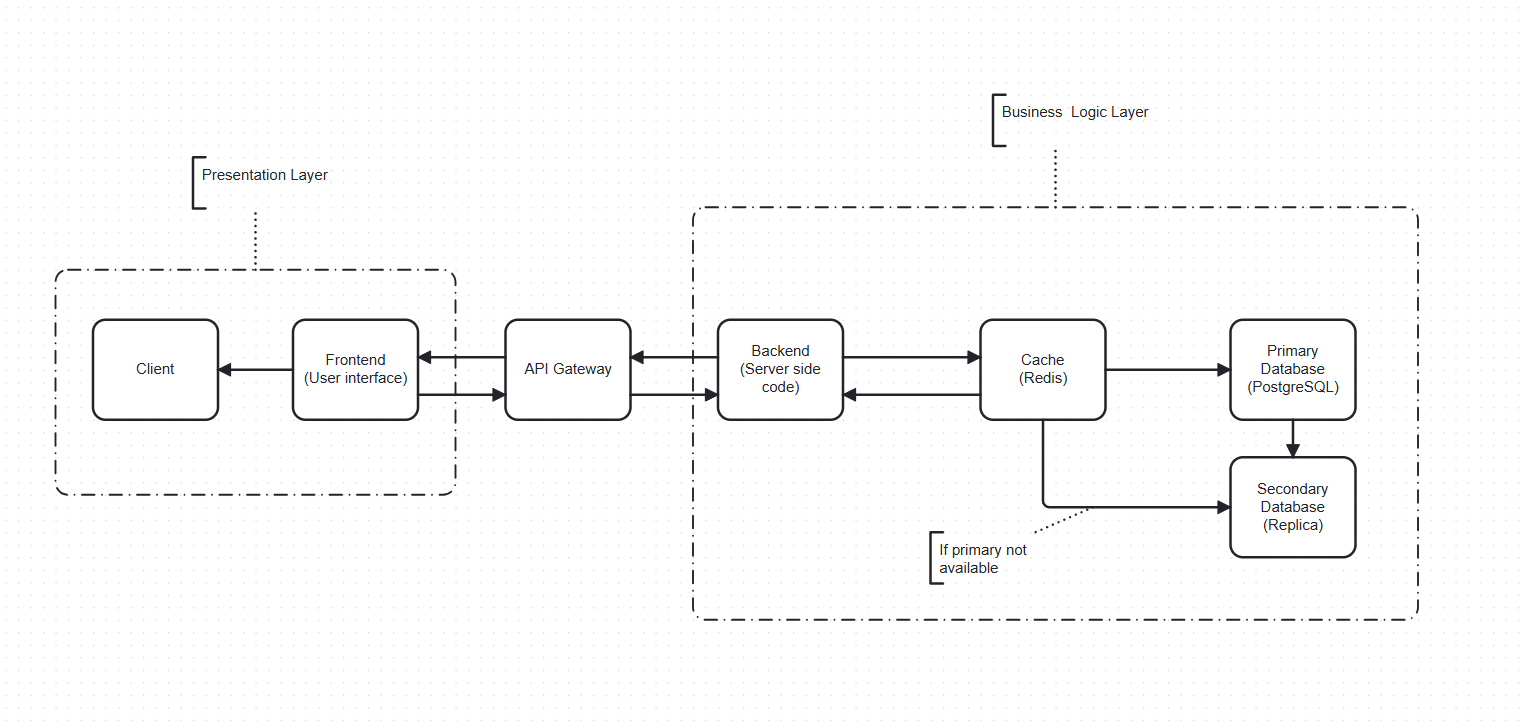 Business  Logic Layer
Presentation Layer
Client
Frontend
(User interface)
API Gateway
Backend
(Server side
code)
Cache
(Redis)
Primary
Database
(PostgreSQL)
Secondary
Database
(Replica)
If primary not
available